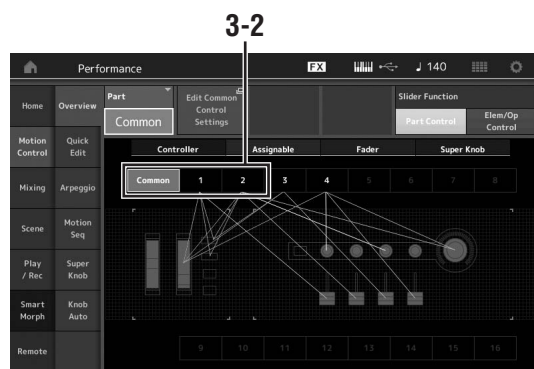 3-2
Performance FX ♩ 140
Home Overview Part Common Edit Common Control Settings Slider Function Part Control Elem/Op Control
Motion Control Quick Edit Controller Assignable Fader Super Knob
Mixing Arpeggio Common 1 2 3 4 5 6 7 8
Scene Motion Seq
Play / Rec Super Knob
Smart Morph Knob Auto
Remote 9 10 11 12 13 14 15 16